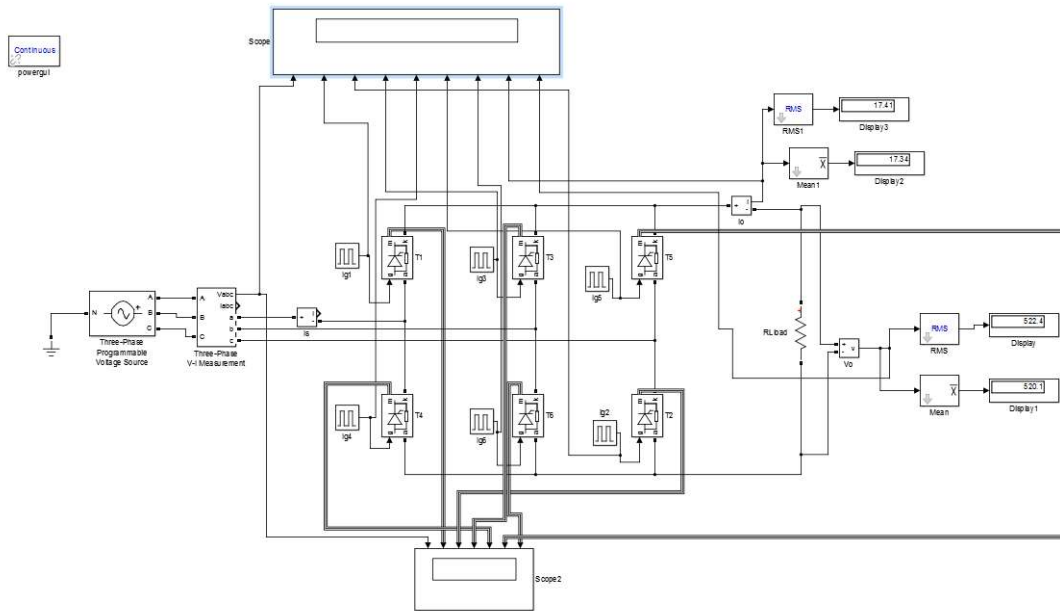 Continuous
powergui
Scope
RMS
RMS1
17.41
Display3
Mean1
17.34
Display2
Io
Ig1
T1
Ig3
T3
Ig5
T5
N
A
B
C
Three-Phase
Programmable
Voltage Source
A
B
C
Vabc
Iabc
a
b
c
Three-Phase
V-I Measurement
Is
RLload
Vo
RMS
RMS
522.4
Display
Mean
520.1
Display1
Ig4
T4
Ig6
T6
Ig2
T2
Scope2